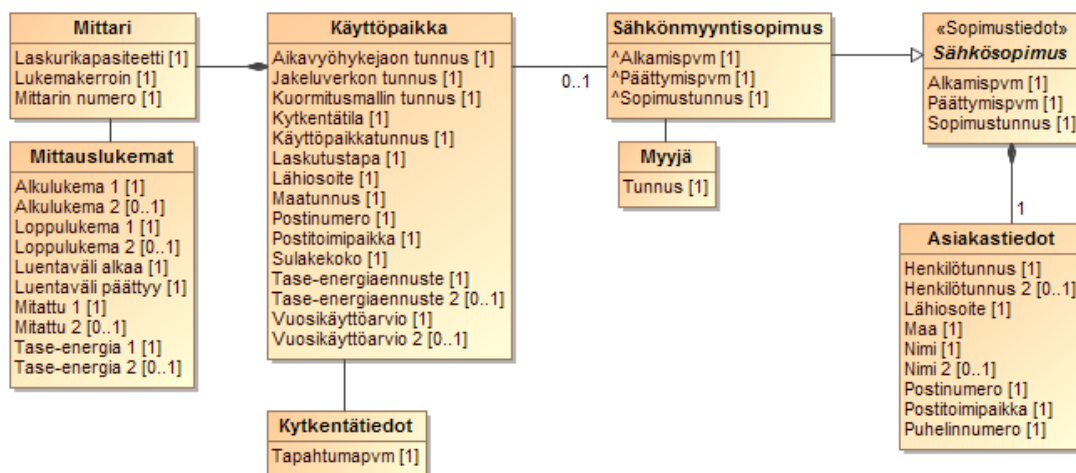 Mittari
Laskurikapasiteetti [1]
Lukemakerroin [1]
Mittarin numero [1]
Mittauslukemat
Alkulukema 1 [1]
Alkulukema 2 [0..1]
Loppulukema 1 [1]
Loppulukema 2 [0..1]
Luentaväli alkaa [1]
Luentaväli päättyy [1]
Mitattu 1 [1]
Mitattu 2 [0..1]
Tase-energia 1 [1]
Tase-energia 2 [0..1]
Käyttöpaikka
Aikavyöhykejaon tunnus [1]
Jakeluverkon tunnus [1]
Kuormitusmallin tunnus [1]
Kytkentätila [1]
Käyttöpaikkatunnus [1]
Laskutustapa [1]
Lähiosoite [1]
Maatunnus [1]
Postinumero [1]
Postitoimipaikka [1]
Sulakekoko [1]
Tase-energiaennuste [1]
Tase-energiaennuste 2 [0..1]
Vuosikäyttöarvio [1]
Vuosikäyttöarvio 2 [0..1]
Kytkentätiedot
Tapahtumapvm [1]
0..1
Sähkönmyyntisopimus
^Alkamispvm [1]
^Päättymispvm [1]
^Sopimustunnus [1]
Myyjä
Tunnus [1]
«Sopimustiedot»
Sähkösopimus
Alkamispvm [1]
Päättymispvm [1]
Sopimustunnus [1]
1
Asiakastiedot
Henkilötunnus [1]
Henkilötunnus 2 [0..1]
Lähiosoite [1]
Maa [1]
Nimi [1]
Nimi 2 [0..1]
Postinumero [1]
Postitoimipaikka [1]
Puhelinnumero [1]